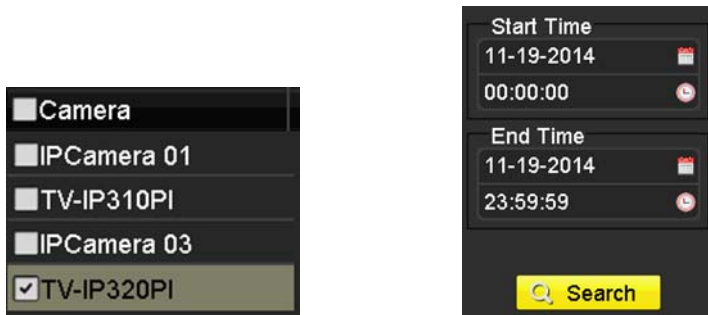 Camera
IPCamera 01
TV-IP310PI
IPCamera 03
TV-IP320PI
Start Time
11-19-2014
00:00:00
End Time
11-19-2014
23:59:59
Search